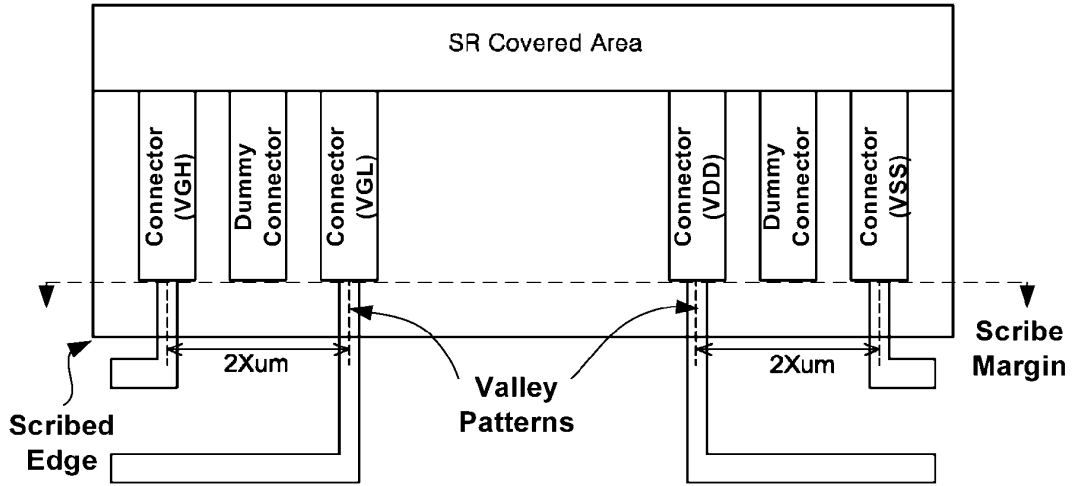 SR Covered Area
Connector
(VGH)
Dummy
Connector
Connector
(VGL)
Connector
(VDD)
Dummy
Connector
Connector
(VSS)
2Xum
2Xum
Scribe
Margin
Valley
Patterns
Scribed
Edge